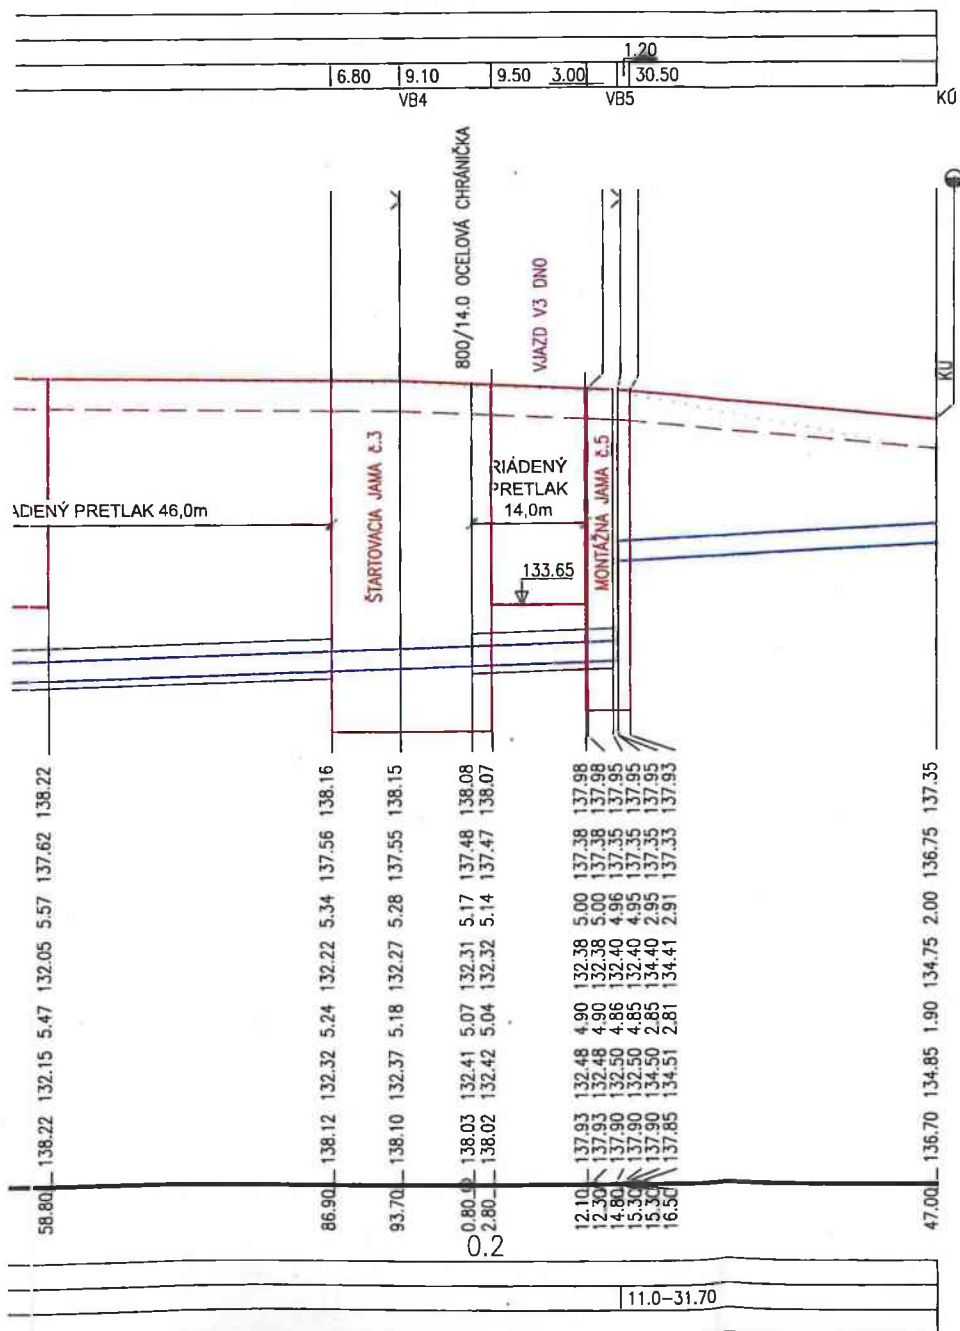 1.20
6.80 9.10 9.50 3.00 30.50
VB4 VB5 KÚ
800/14.0 OCELOVÁ CHRÁNIČKA
VJAZD V3 DNO
KÚ
ŠTARTOVACIA JAMA č.3
MONTÁŽNA JAMA č.5
RIÁDENÝ
PRETLAK
14,0m
ADENÝ PRETLAK 46,0m
133.65
58.80 138.22 132.15 5.47 132.05 5.57 137.62 138.22
86.90 138.12 132.32 5.24 132.22 5.34 137.56 138.16
93.70 138.10 132.37 5.18 132.27 5.28 137.55 138.15
0.80 138.03 132.41 5.07 132.31 5.17 137.48 138.08
2.80 138.02 132.42 5.04 132.32 5.14 137.47 138.07
12.10 137.93 132.48 4.90 132.38 5.00 137.38 137.98
12.30 137.93 132.48 4.90 132.38 5.00 137.38 137.98
14.80 137.90 132.50 4.86 132.40 4.96 137.35 137.95
15.30 137.90 132.50 4.85 132.40 4.95 137.35 137.95
15.30 137.90 134.50 2.85 134.40 2.95 137.35 137.95
16.50 137.85 134.51 2.81 134.41 2.91 137.33 137.93
47.00 136.70 134.85 1.90 134.75 2.00 136.75 137.35
0.2
11.0-31.70